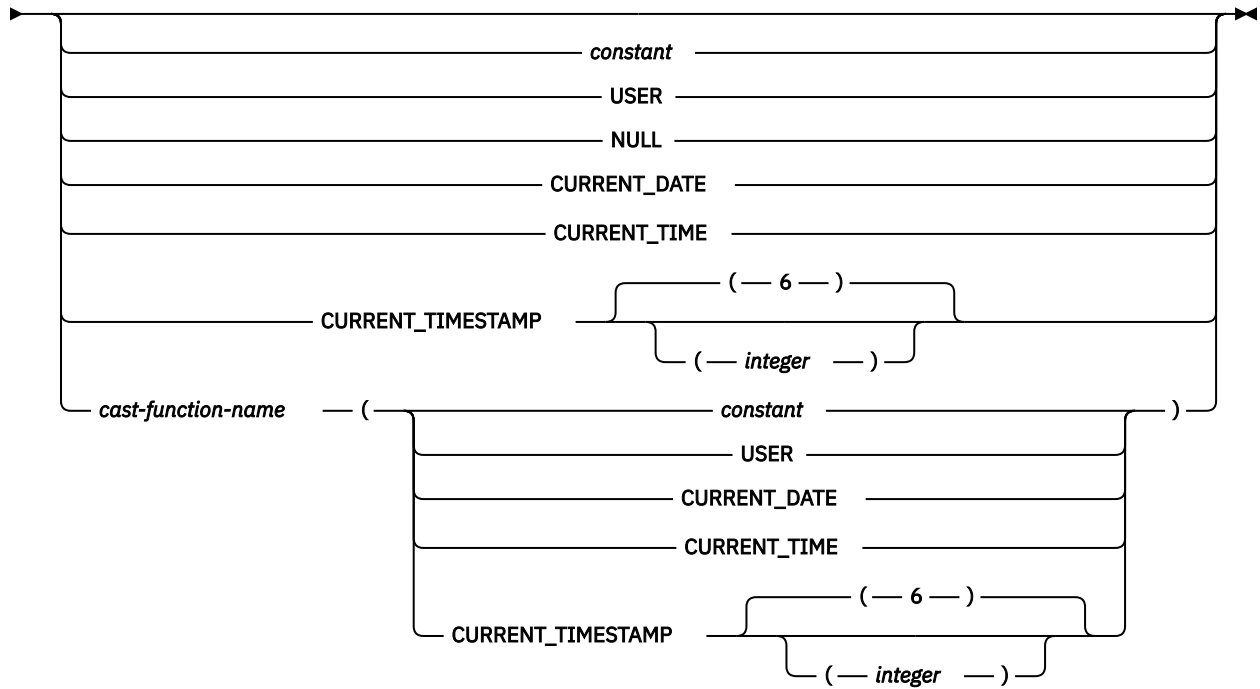 constant
USER
NULL
CURRENT_DATE
CURRENT_TIME
( 6 )
CURRENT_TIMESTAMP
( integer )
cast-function-name ( constant )
USER
CURRENT_DATE
CURRENT_TIME
( 6 )
CURRENT_TIMESTAMP
( integer )